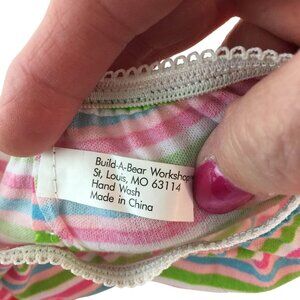 Build-A-Bear Workshop
St, Louis, MO 63114
Hand Wash
Made in China